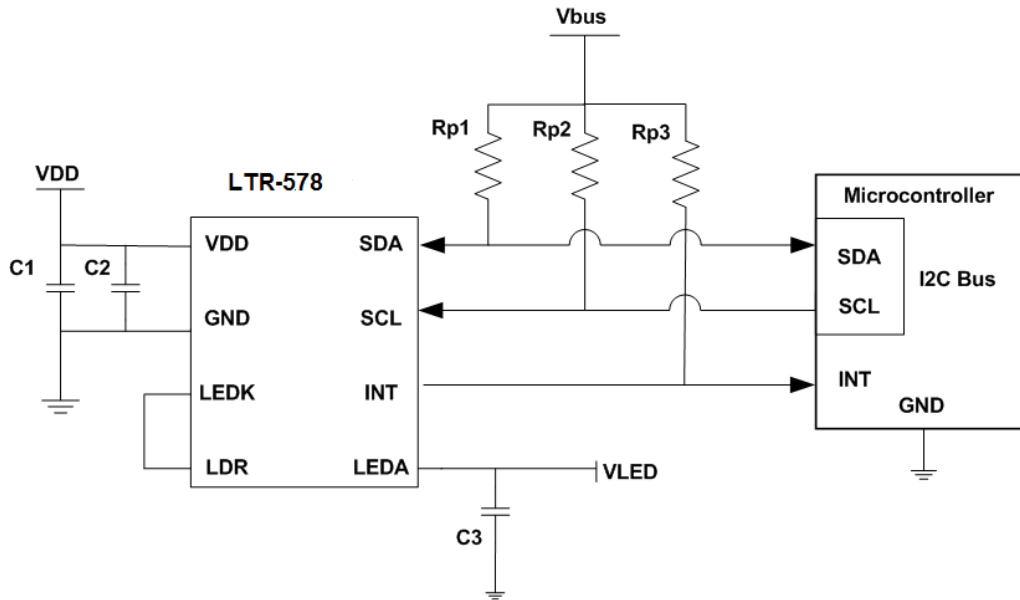 Vbus
Rp1
Rp2
Rp3
VDD
LTR-578
Microcontroller
VDD
SDA
C1
C2
SDA
I2C Bus
GND
SCL
SCL
LEDK
INT
INT
GND
LDR
LEDA
VLED
C3